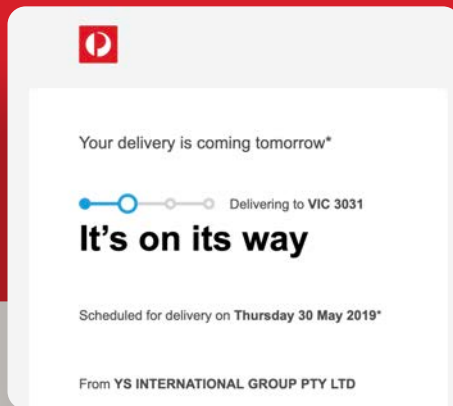 Your delivery is coming tomorrow*
Delivering to VIC 3031
It's on its way
Scheduled for delivery on Thursday 30 May 2019*
From YS INTERNATIONAL GROUP PTY LTD